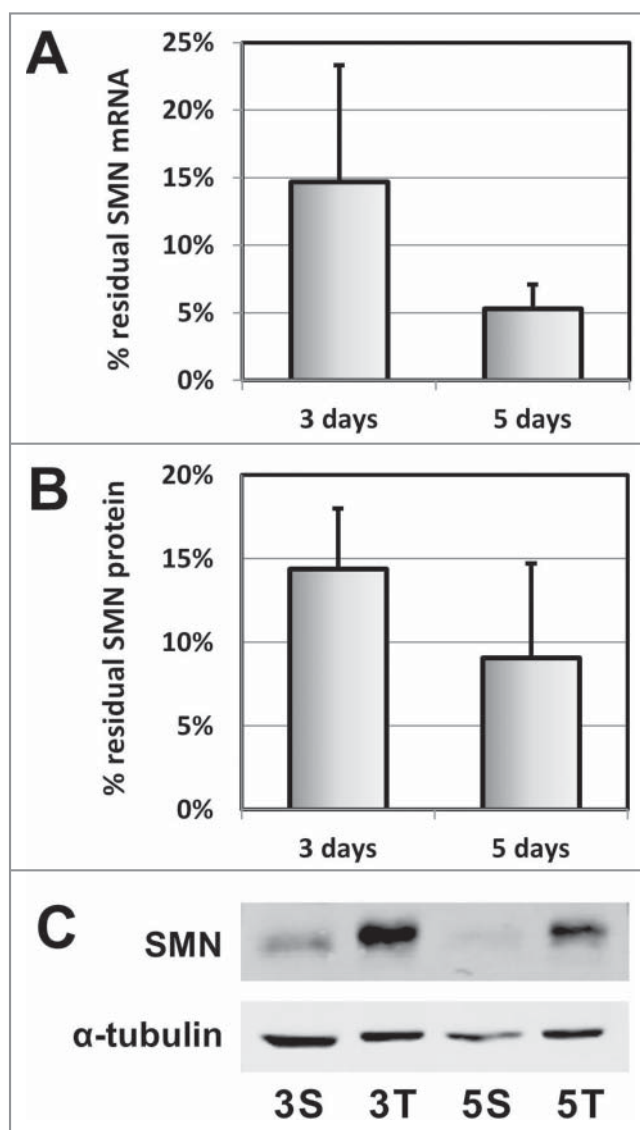 A
% residual SMN mRNA
25%
20%
15%
10%
5%
0%
3 days 5 days
B
% residual SMN protein
20%
15%
10%
5%
0%
3 days 5 days
C
SMN
α-tubulin
3S 3T 5S 5T